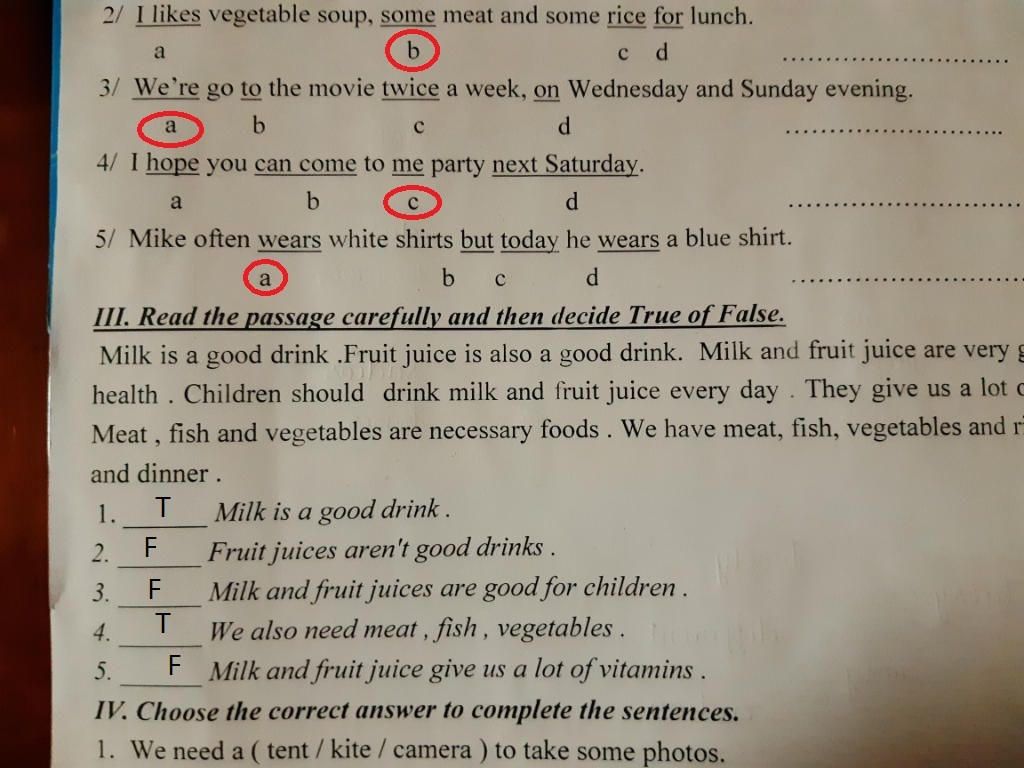 2/ I likes vegetable soup, some meat and some rice for lunch.
a b c d ..............................
3/ We're go to the movie twice a week, on Wednesday and Sunday evening.
a b c d ..............................
4/ I hope you can come to me party next Saturday.
a b c d ..............................
5/ Mike often wears white shirts but today he wears a blue shirt.
a b c d ..............................
III. Read the passage carefully and then decide True of False.
Milk is a good drink .Fruit juice is also a good drink. Milk and fruit juice are very
health . Children should drink milk and fruit juice every day . They give us a lot
Meat , fish and vegetables are necessary foods . We have meat, fish, vegetables and
and dinner .
1. T Milk is a good drink .
2. F Fruit juices aren't good drinks .
3. F Milk and fruit juices are good for children .
4. T We also need meat , fish , vegetables .
5. F Milk and fruit juice give us a lot of vitamins .
IV. Choose the correct answer to complete the sentences.
1. We need a ( tent / kite / camera ) to take some photos.